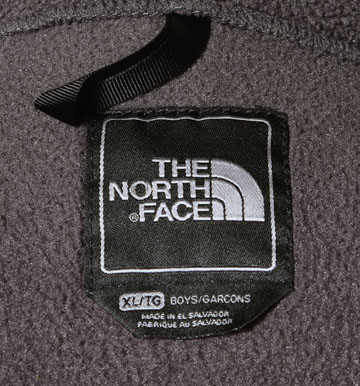 THE
NORTH
®FACE
XL/TG BOYS/GARCONS
MADE IN EL SALVADOR
FABRIQUE AU SALVADOR